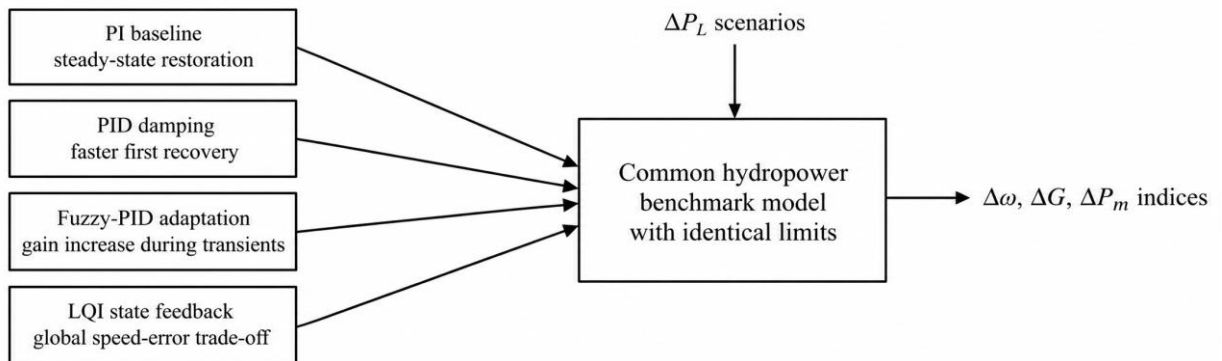 PI baseline
steady-state restoration
PID damping
faster first recovery
Fuzzy-PID adaptation
gain increase during transients
LQI state feedback
global speed-error trade-off
ΔP_L scenarios
Common hydropower
benchmark model
with identical limits
Δω, ΔG, ΔP_m indices